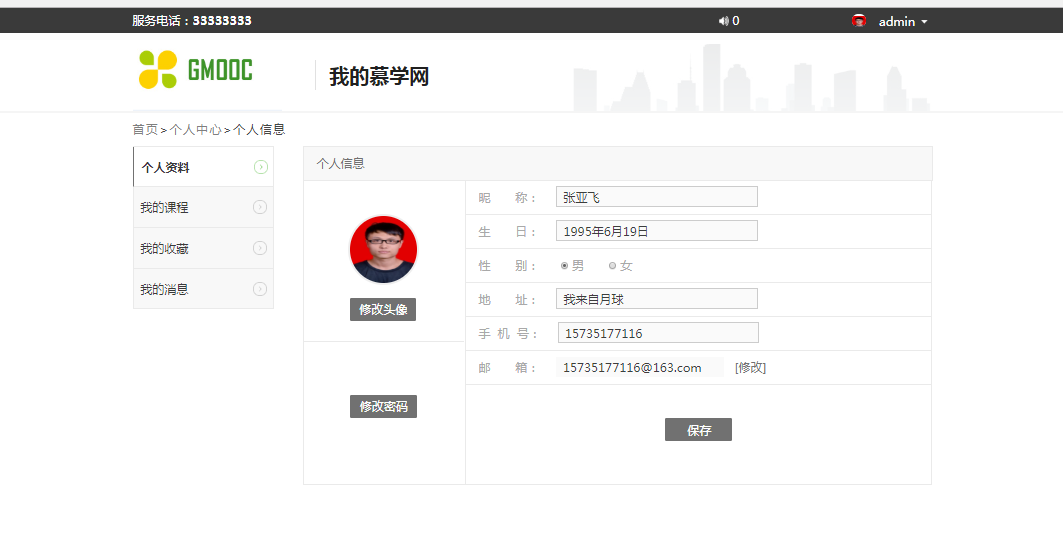 服务电话：33333333 0 admin
GMOOC 我的慕学网
首页>个人中心>个人信息
个人资料
我的课程
我的收藏
我的消息
个人信息
修改头像
修改密码
昵 称： 张亚飞
生 日： 1995年6月19日
性 别： 男 女
地 址： 我来自月球
手 机 号： 15735177116
邮 箱： 15735177116@163.com [修改]
保存